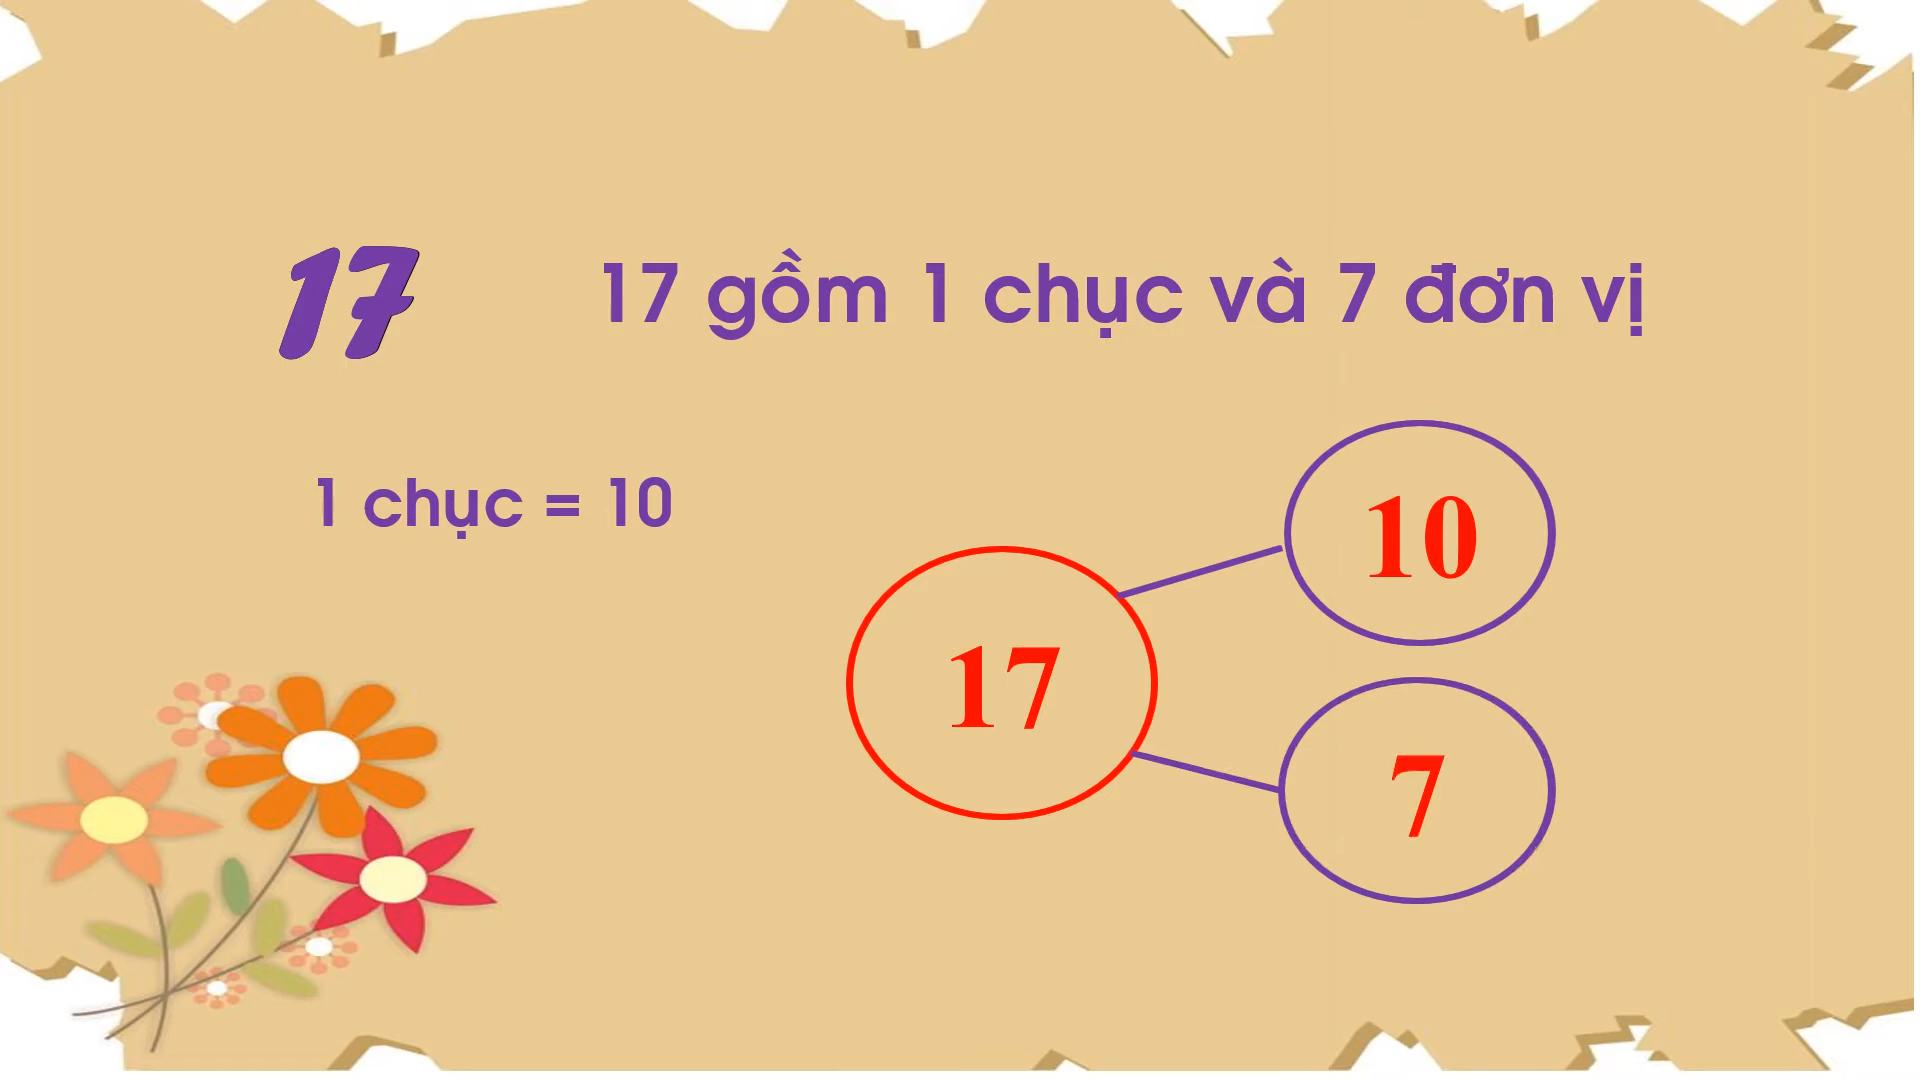 17
17 gồm 1 chục và 7 đơn vị
1 chục = 10
10
17
7